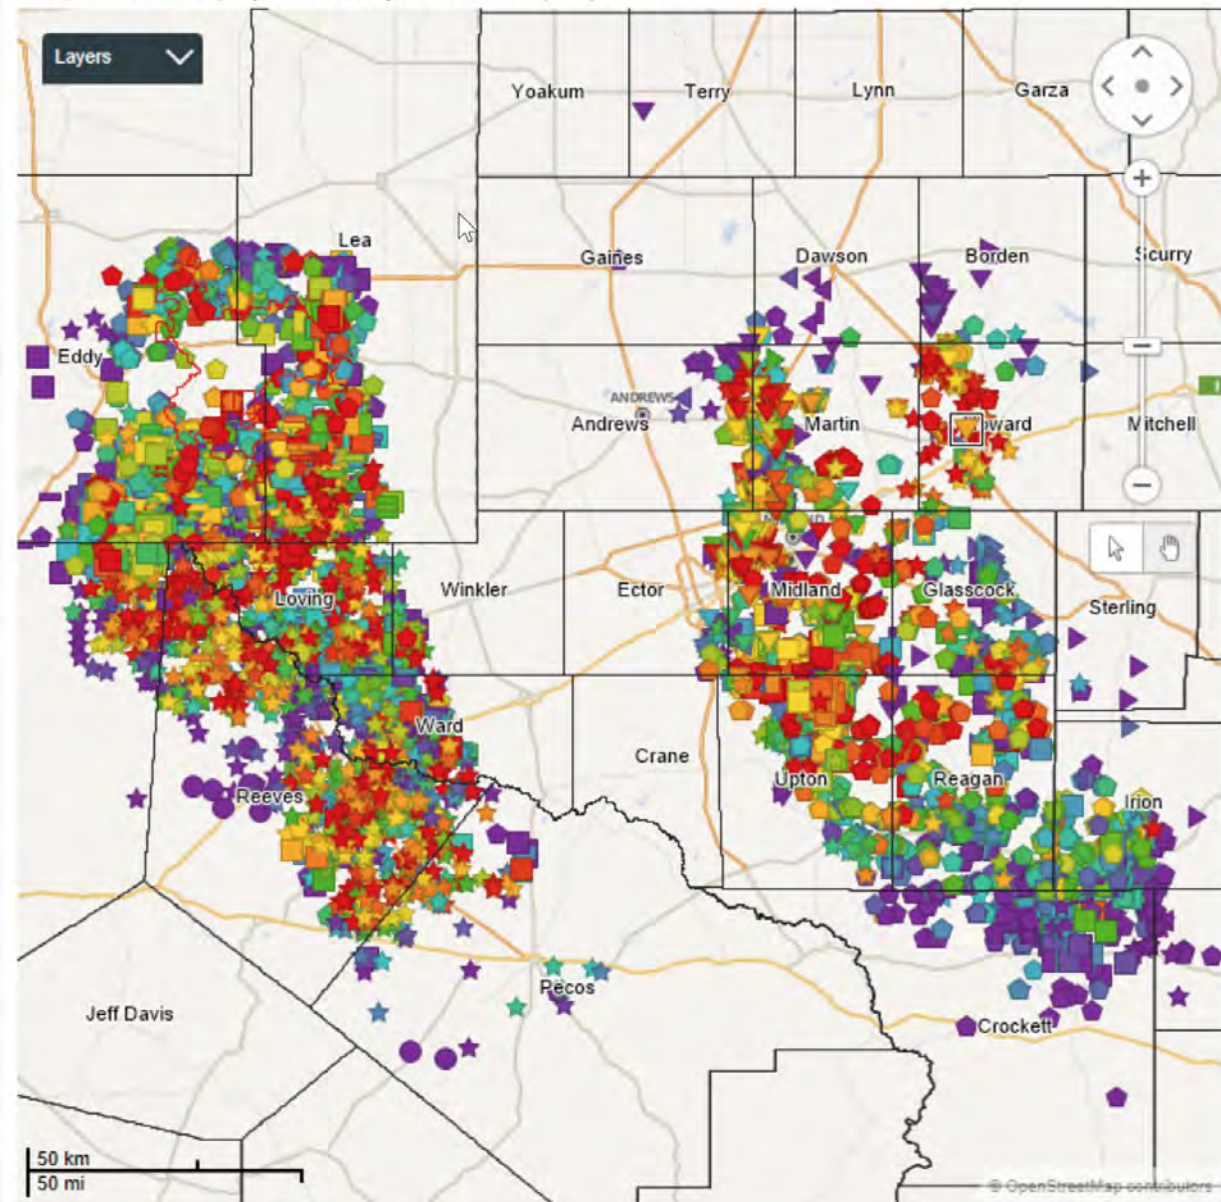 Layers
Yoakum
Terry
Lynn
Garza
Lea
Gaines
Dawson
Borden
Scurry
Eddy
ANDREWS
Andrews
Martin
Howard
Mitchell
Loving
Winkler
Ector
Midland
Glasscock
Sterling
Ward
Crane
Reeves
Upton
Reagan
Irion
Jeff Davis
Pecos
Crockett
50 km
50 mi
© OpenStreetMap contributors